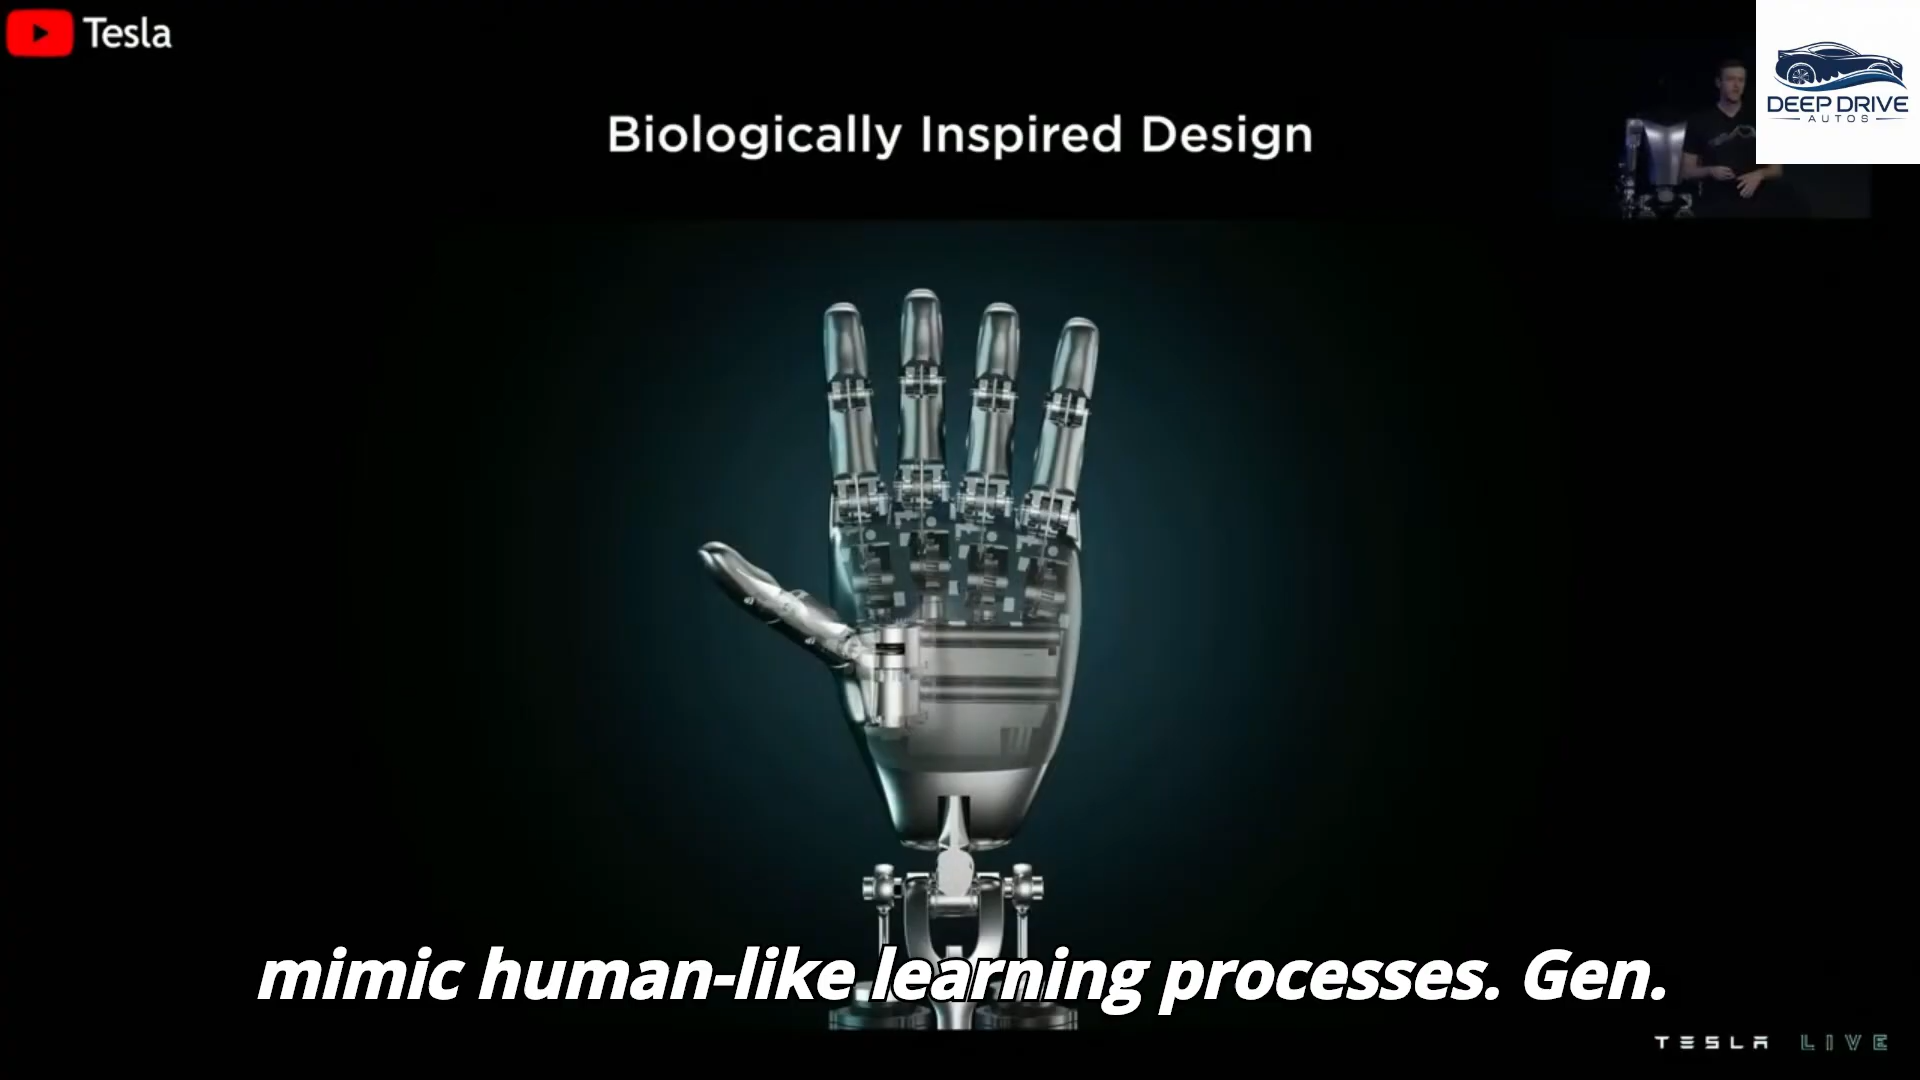 Tesla
DEEP DRIVE
AUTOS
Biologically Inspired Design
mimic human-like learning processes. Gen.
TESLA LIVE